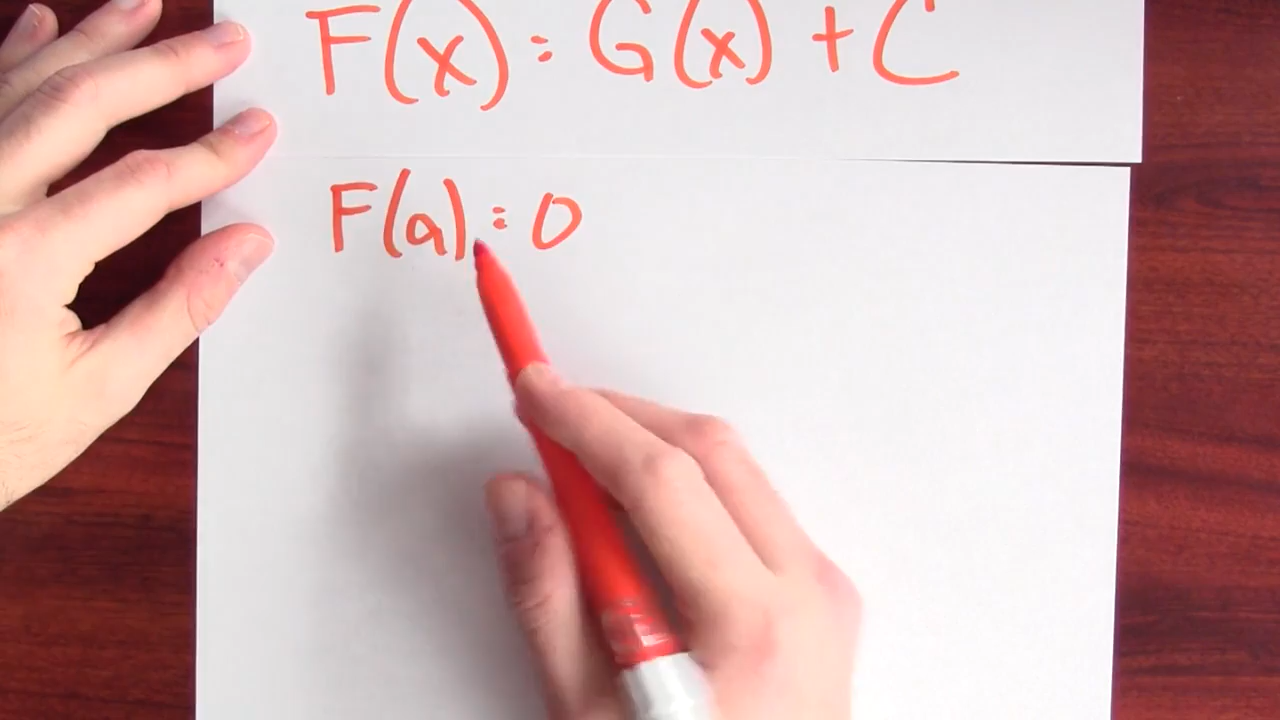 F(x) = G(x) + C
F(a) = 0